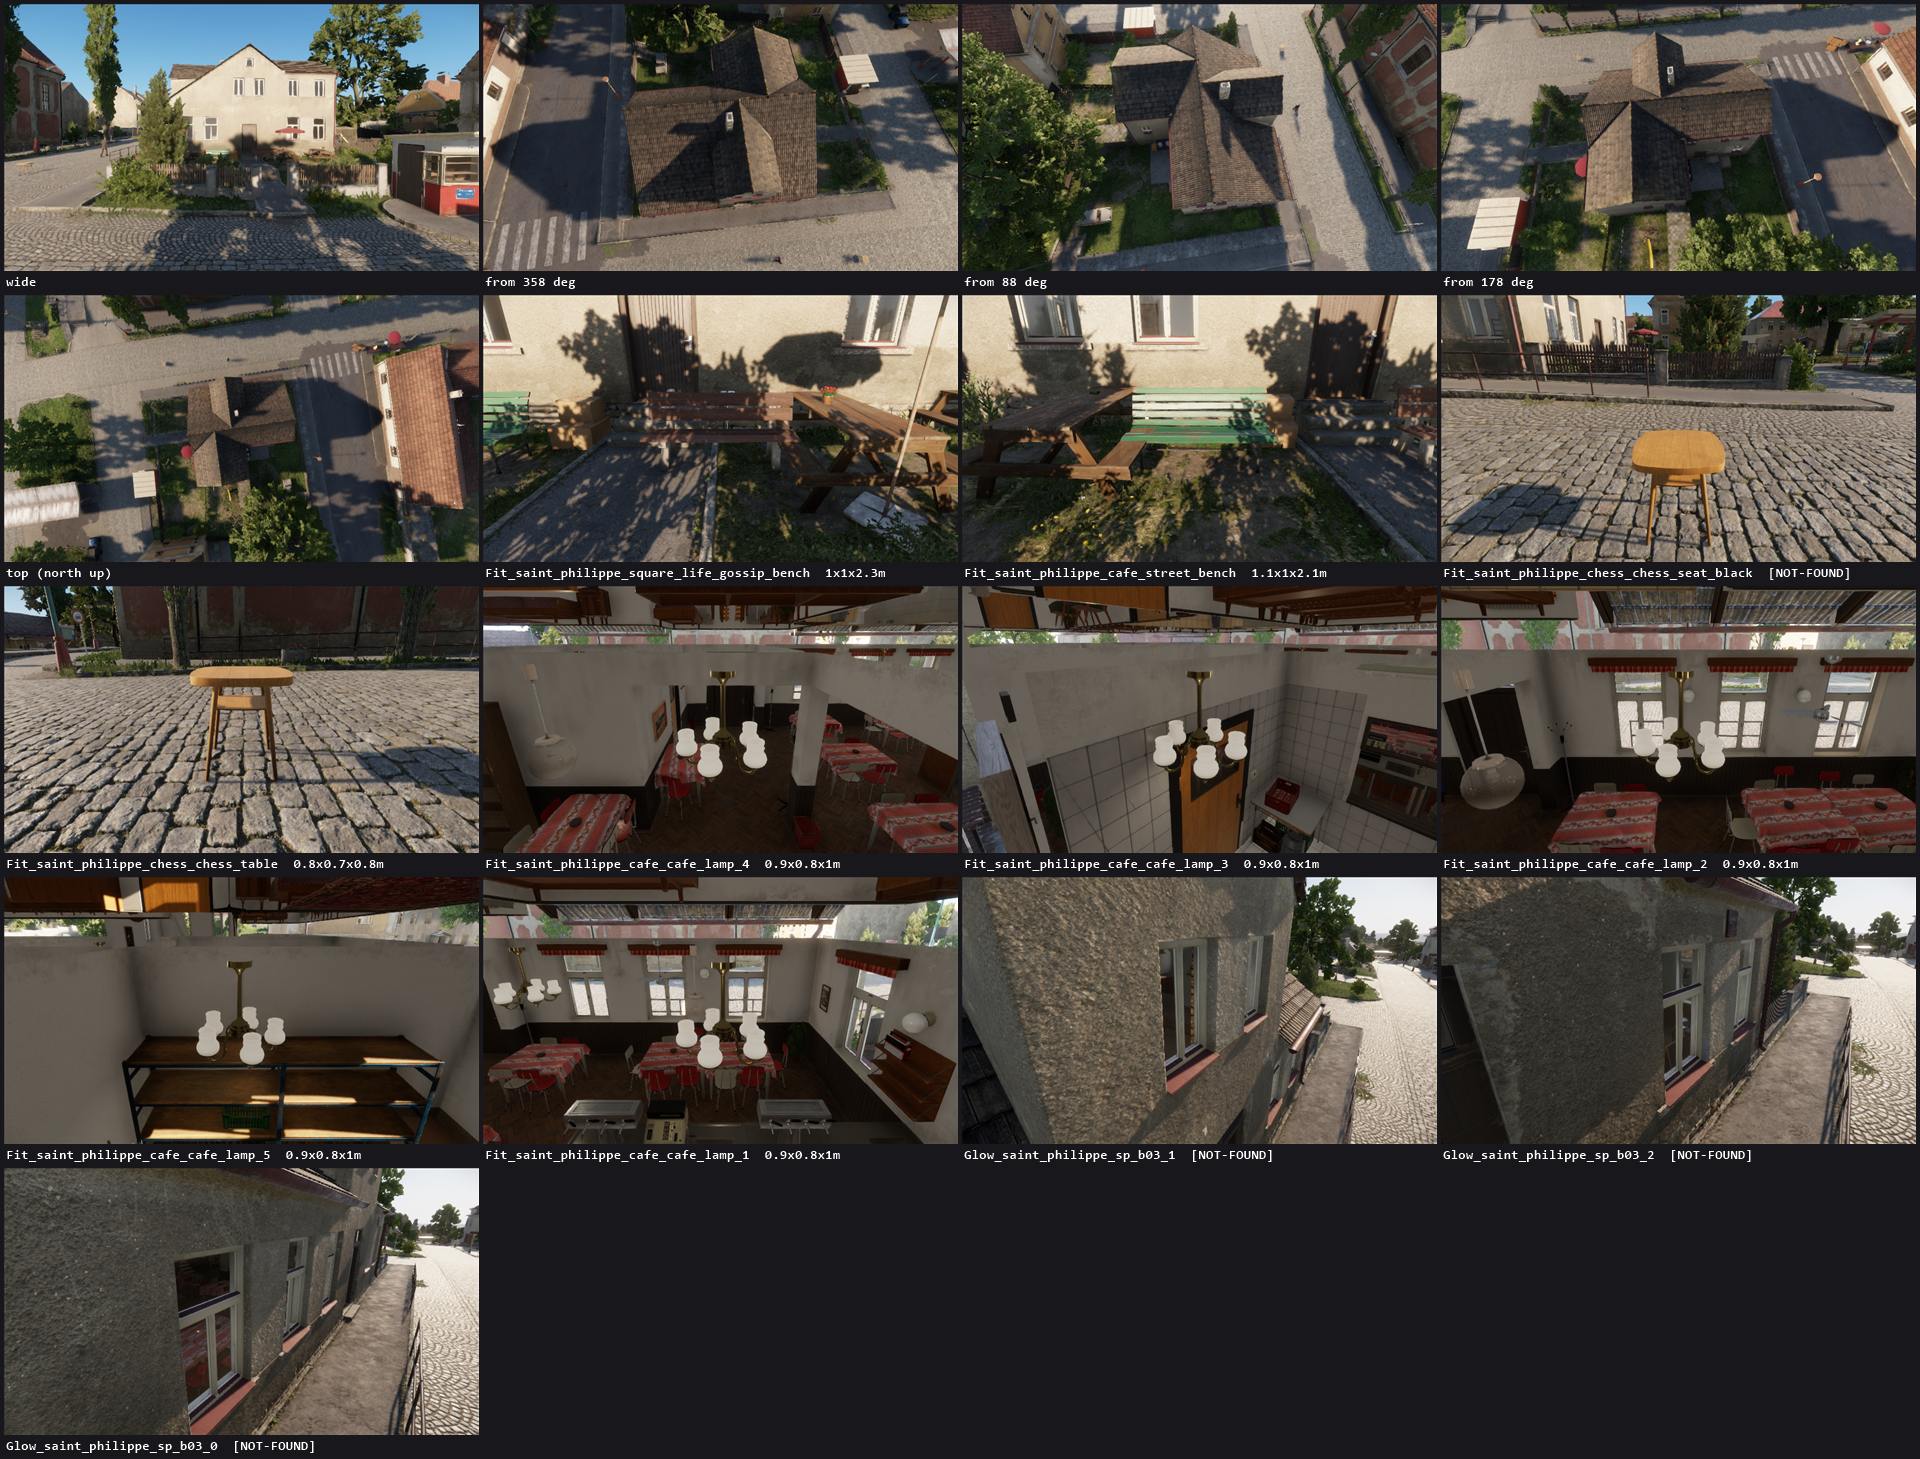 wide
from 358 deg
from 88 deg
from 178 deg
top (north up)
Fit_saint_philippe_square_life_gossip_bench 1x1x2.3m
Fit_saint_philippe_cafe_street_bench 1.1x1x2.1m
Fit_saint_philippe_chess_chess_seat_black [NOT-FOUND]
Fit_saint_philippe_chess_chess_table 0.8x0.7x0.8m
Fit_saint_philippe_cafe_cafe_lamp_4 0.9x0.8x1m
Fit_saint_philippe_cafe_cafe_lamp_3 0.9x0.8x1m
Fit_saint_philippe_cafe_cafe_lamp_2 0.9x0.8x1m
Fit_saint_philippe_cafe_cafe_lamp_5 0.9x0.8x1m
Fit_saint_philippe_cafe_cafe_lamp_1 0.9x0.8x1m
Glow_saint_philippe_sp_b03_1 [NOT-FOUND]
Glow_saint_philippe_sp_b03_2 [NOT-FOUND]
Glow_saint_philippe_sp_b03_0 [NOT-FOUND]